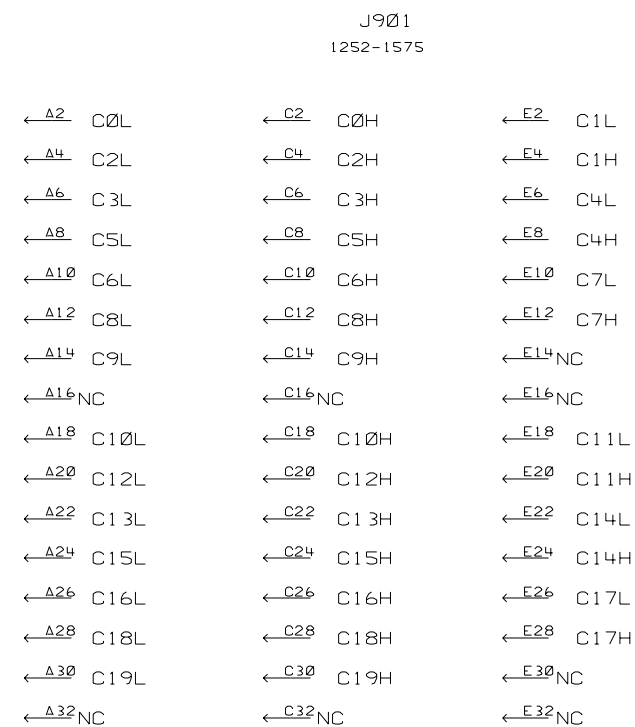 J9Ø1
1252-1575
A2 CØL C2 CØH E2 C1L
A4 C2L C4 C2H E4 C1H
A6 C3L C6 C3H E6 C4L
A8 C5L C8 C5H E8 C4H
A1Ø C6L C1Ø C6H E1Ø C7L
A12 C8L C12 C8H E12 C7H
A14 C9L C14 C9H E14 NC
A16 NC C16 NC E16 NC
A18 C1ØL C18 C1ØH E18 C11L
A2Ø C12L C2Ø C12H E2Ø C11H
A22 C13L C22 C13H E22 C14L
A24 C15L C24 C15H E24 C14H
A26 C16L C26 C16H E26 C17L
A28 C18L C28 C18H E28 C17H
A3Ø C19L C3Ø C19H E3Ø NC
A32 NC C32 NC E32 NC